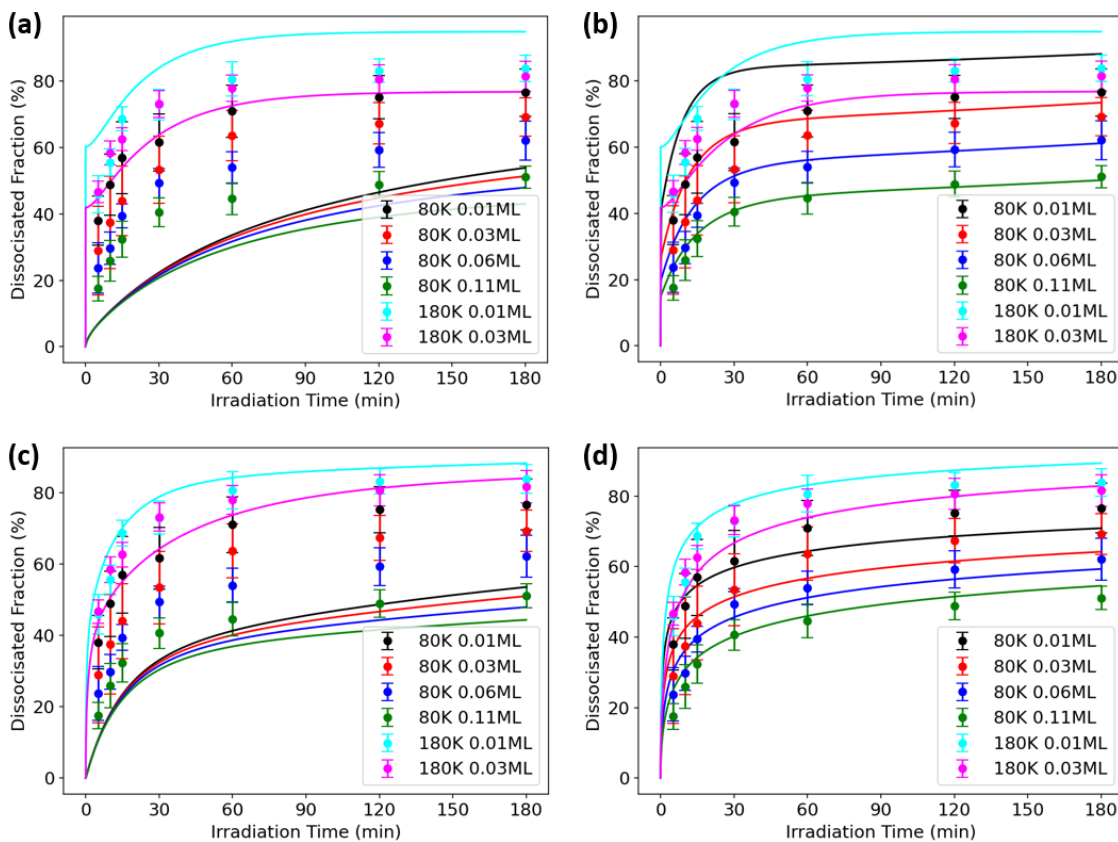 (a)
Dissocisated Fraction (%)
80
60
40
20
0
80K 0.01ML
80K 0.03ML
80K 0.06ML
80K 0.11ML
180K 0.01ML
180K 0.03ML
0 30 60 90 120 150 180
Irradiation Time (min)
(b)
Dissocisated Fraction (%)
80
60
40
20
0
80K 0.01ML
80K 0.03ML
80K 0.06ML
80K 0.11ML
180K 0.01ML
180K 0.03ML
0 30 60 90 120 150 180
Irradiation Time (min)
(c)
Dissocisated Fraction (%)
80
60
40
20
0
80K 0.01ML
80K 0.03ML
80K 0.06ML
80K 0.11ML
180K 0.01ML
180K 0.03ML
0 30 60 90 120 150 180
Irradiation Time (min)
(d)
Dissocisated Fraction (%)
80
60
40
20
0
80K 0.01ML
80K 0.03ML
80K 0.06ML
80K 0.11ML
180K 0.01ML
180K 0.03ML
0 30 60 90 120 150 180
Irradiation Time (min)